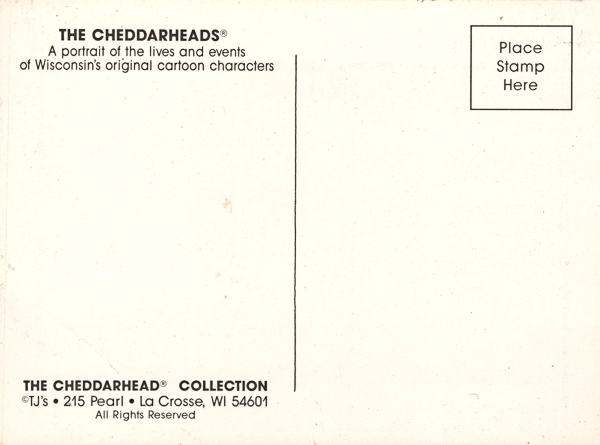 THE CHEDDARHEADS®
A portrait of the lives and events
of Wisconsin's original cartoon characters
Place
Stamp
Here
THE CHEDDARHEAD® COLLECTION
©TJ's • 215 Pearl • La Crosse, WI 54601
All Rights Reserved